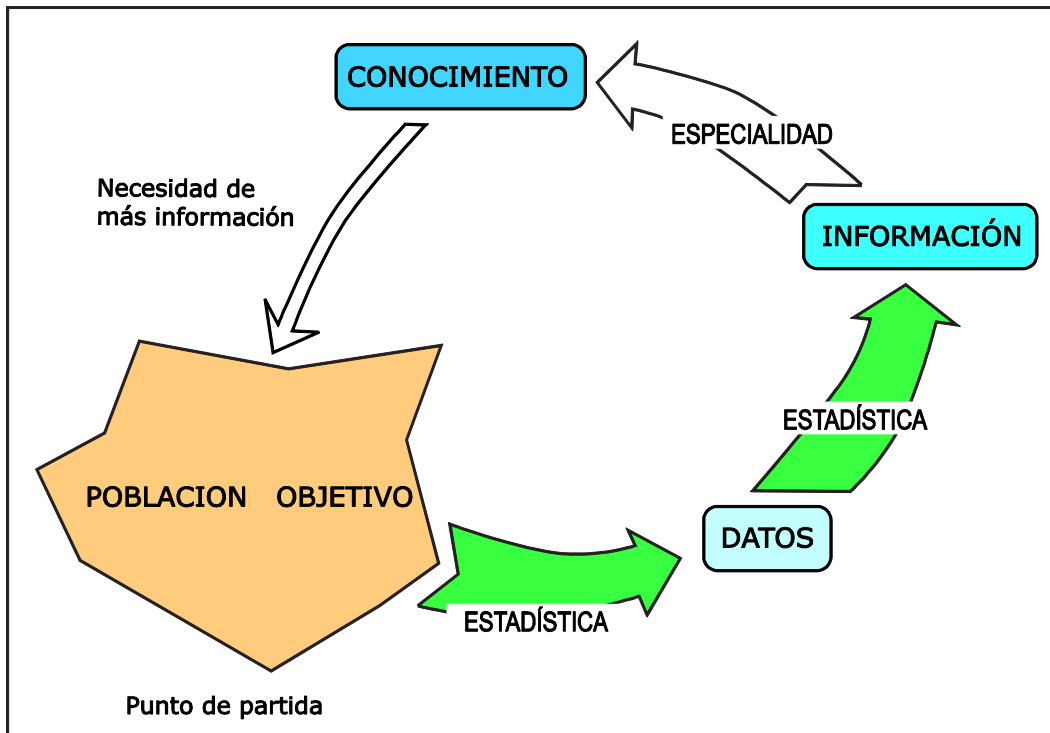 CONOCIMIENTO
ESPECIALIDAD
Necesidad de
más información
INFORMACIÓN
ESTADÍSTICA
POBLACION OBJETIVO
DATOS
ESTADÍSTICA
Punto de partida